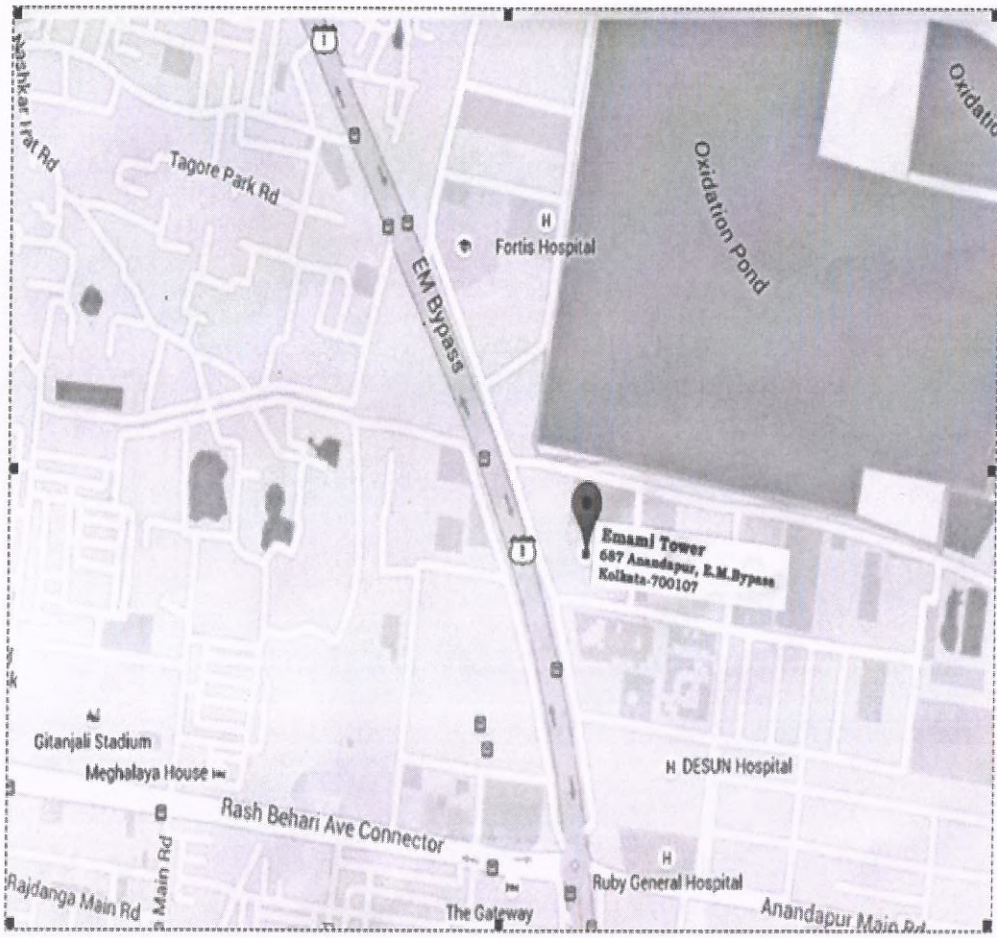 1
Tagore Park Rd
Oxidation Pond
H
Fortis Hospital
EM Bypass
1
Emami Tower
687 Anandapur, E.M.Bypass
Kolkata-700107
Gitanjali Stadium
Meghalaya House
H DESUN Hospital
Rash Behari Ave Connector
Main Rd
H
Ruby General Hospital
Rajdanga Main Rd
The Gateway
Anandapur Main Rd